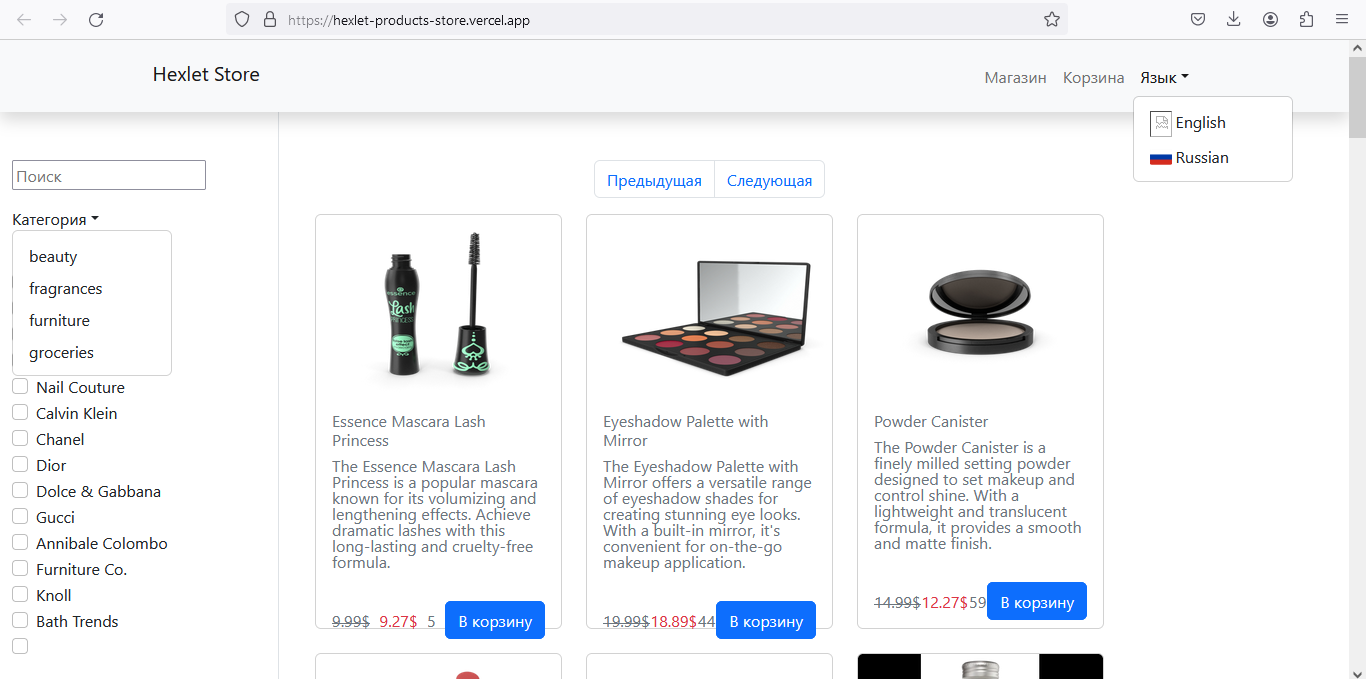 https://hexlet-products-store.vercel.app
Hexlet Store
Магазин
Корзина
Язык
English
Russian
Поиск
Категория
beauty
fragrances
furniture
groceries
Nail Couture
Calvin Klein
Chanel
Dior
Dolce & Gabbana
Gucci
Annibale Colombo
Furniture Co.
Knoll
Bath Trends
Предыдущая
Следующая
essence
Lash
PRINCESS
Essence Mascara Lash
Princess
The Essence Mascara Lash
Princess is a popular mascara
known for its volumizing and
lengthening effects. Achieve
dramatic lashes with this
long-lasting and cruelty-free
formula.
9.99$ 9.27$ 5
В корзину
Eyeshadow Palette with
Mirror
The Eyeshadow Palette with
Mirror offers a versatile range
of eyeshadow shades for
creating stunning eye looks.
With a built-in mirror, it's
convenient for on-the-go
makeup application.
19.99$18.89$44
В корзину
Powder Canister
The Powder Canister is a
finely milled setting powder
designed to set makeup and
control shine. With a
lightweight and translucent
formula, it provides a smooth
and matte finish.
14.99$12.27$59
В корзину